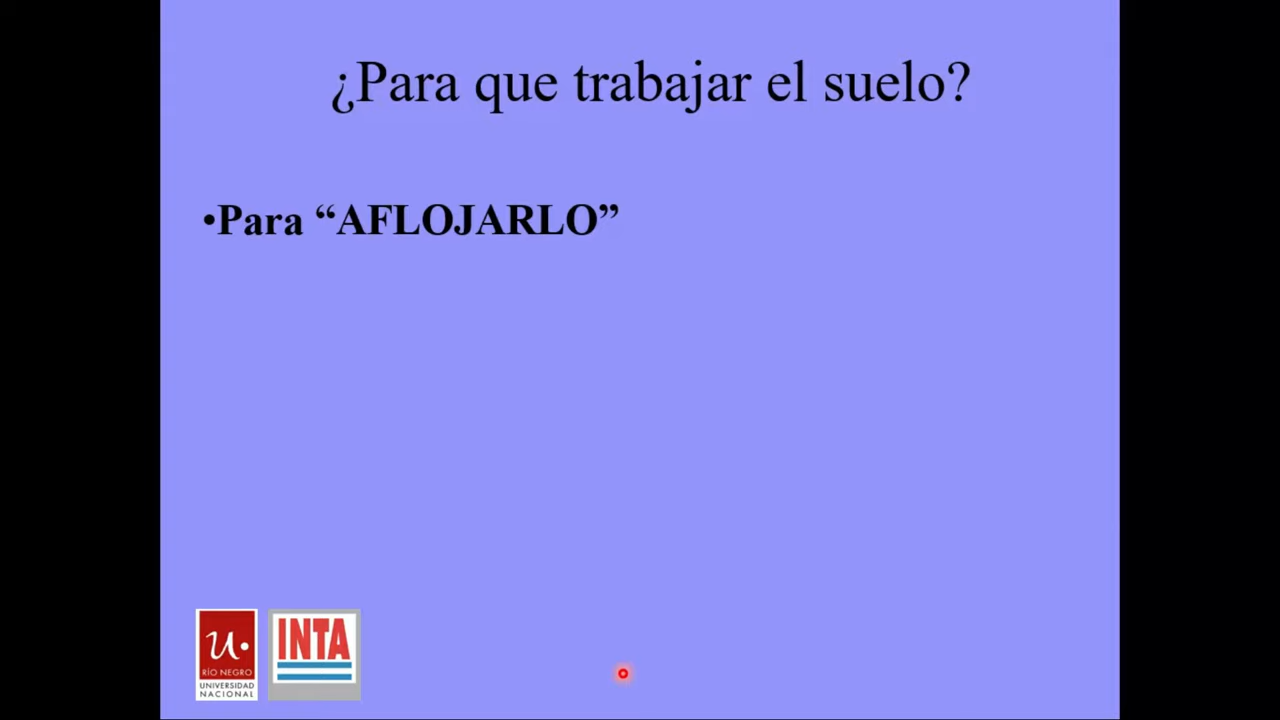 ¿Para que trabajar el suelo?
•Para “AFLOJARLO”
u.
RÍO NEGRO
UNIVERSIDAD
NACIONAL
INTA